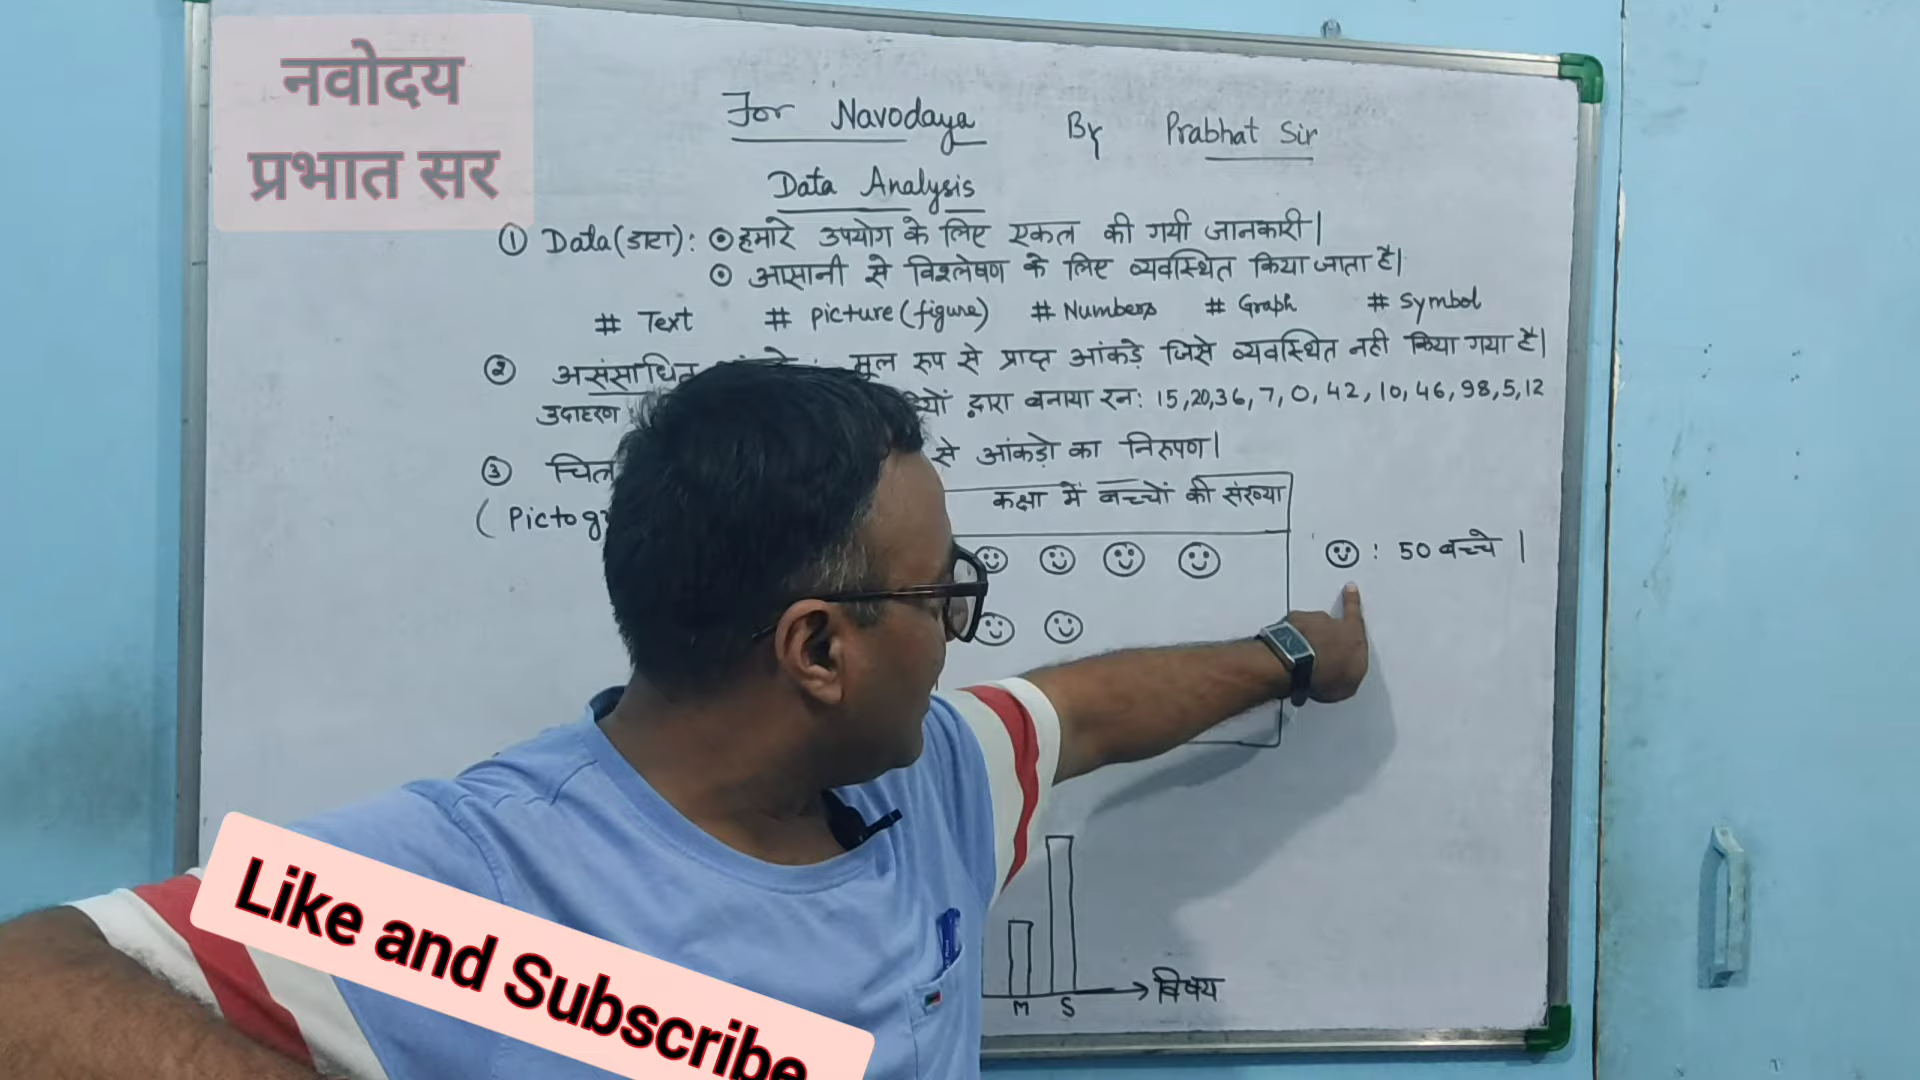 नवोदय
प्रभात सर
For Navodaya By Prabhat Sir
Data Analysis
① Data(डाटा): ⊙ हमारे उपयोग के लिए एकत्र की गयी जानकारी|
⊙ आसानी से विश्लेषण के लिए व्यवस्थित किया जाता है|
# Text # picture(figure) # Numbers # Graph # Symbol
② असंसाधित : मूल रूप से प्राप्त आंकड़े जिसे व्यवस्थित नही किया गया है|
उदाहरण द्वारा बनाया रन: 15,20,36,7,0,42,10,46,98,5,12
③ से आंकड़ो का निरुपण|
(Pictog
कक्षा में बच्चों की संख्या
: 50 बच्चे |
M S विषय
Like and Subscribe